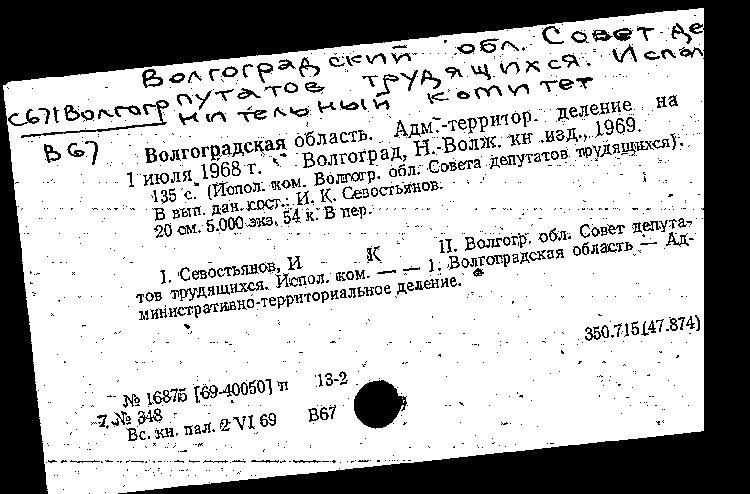 Волгоградский обл. Совет де
путатов трудящихся. Испол
нительный комитет
С671Волгогр
В67
Волгоградская область. Адм.-территор. деление на
1 июля 1968 г. Волгоград, Н.-Волж. кн. изд., 1969.
135 с. (Испол. ком. Волгогр. обл. Совета депутатов трудящихся).
В вып. дан. сост.: И. К. Севостьянов.
20 см. 5.000 экз. 54 к. В пер.
I. Севостьянов, И К II. Волгогр. обл. Совет депута-
тов трудящихся. Испол. ком. — — 1. Волгоградская область — Ад-
министративно-территориальное деление.
350.715(47.874)
№ 16875 [69-40050] п 13-2
7. № 348
Вс. кн. пал. 2 VI 69 В67